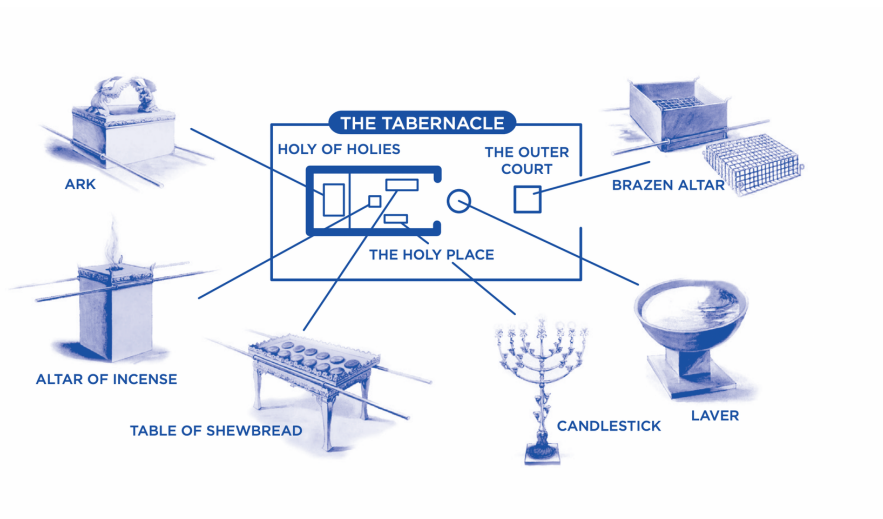 THE TABERNACLE
HOLY OF HOLIES
THE OUTER
COURT
ARK
BRAZEN ALTAR
THE HOLY PLACE
ALTAR OF INCENSE
TABLE OF SHEWBREAD
CANDLESTICK
LAVER